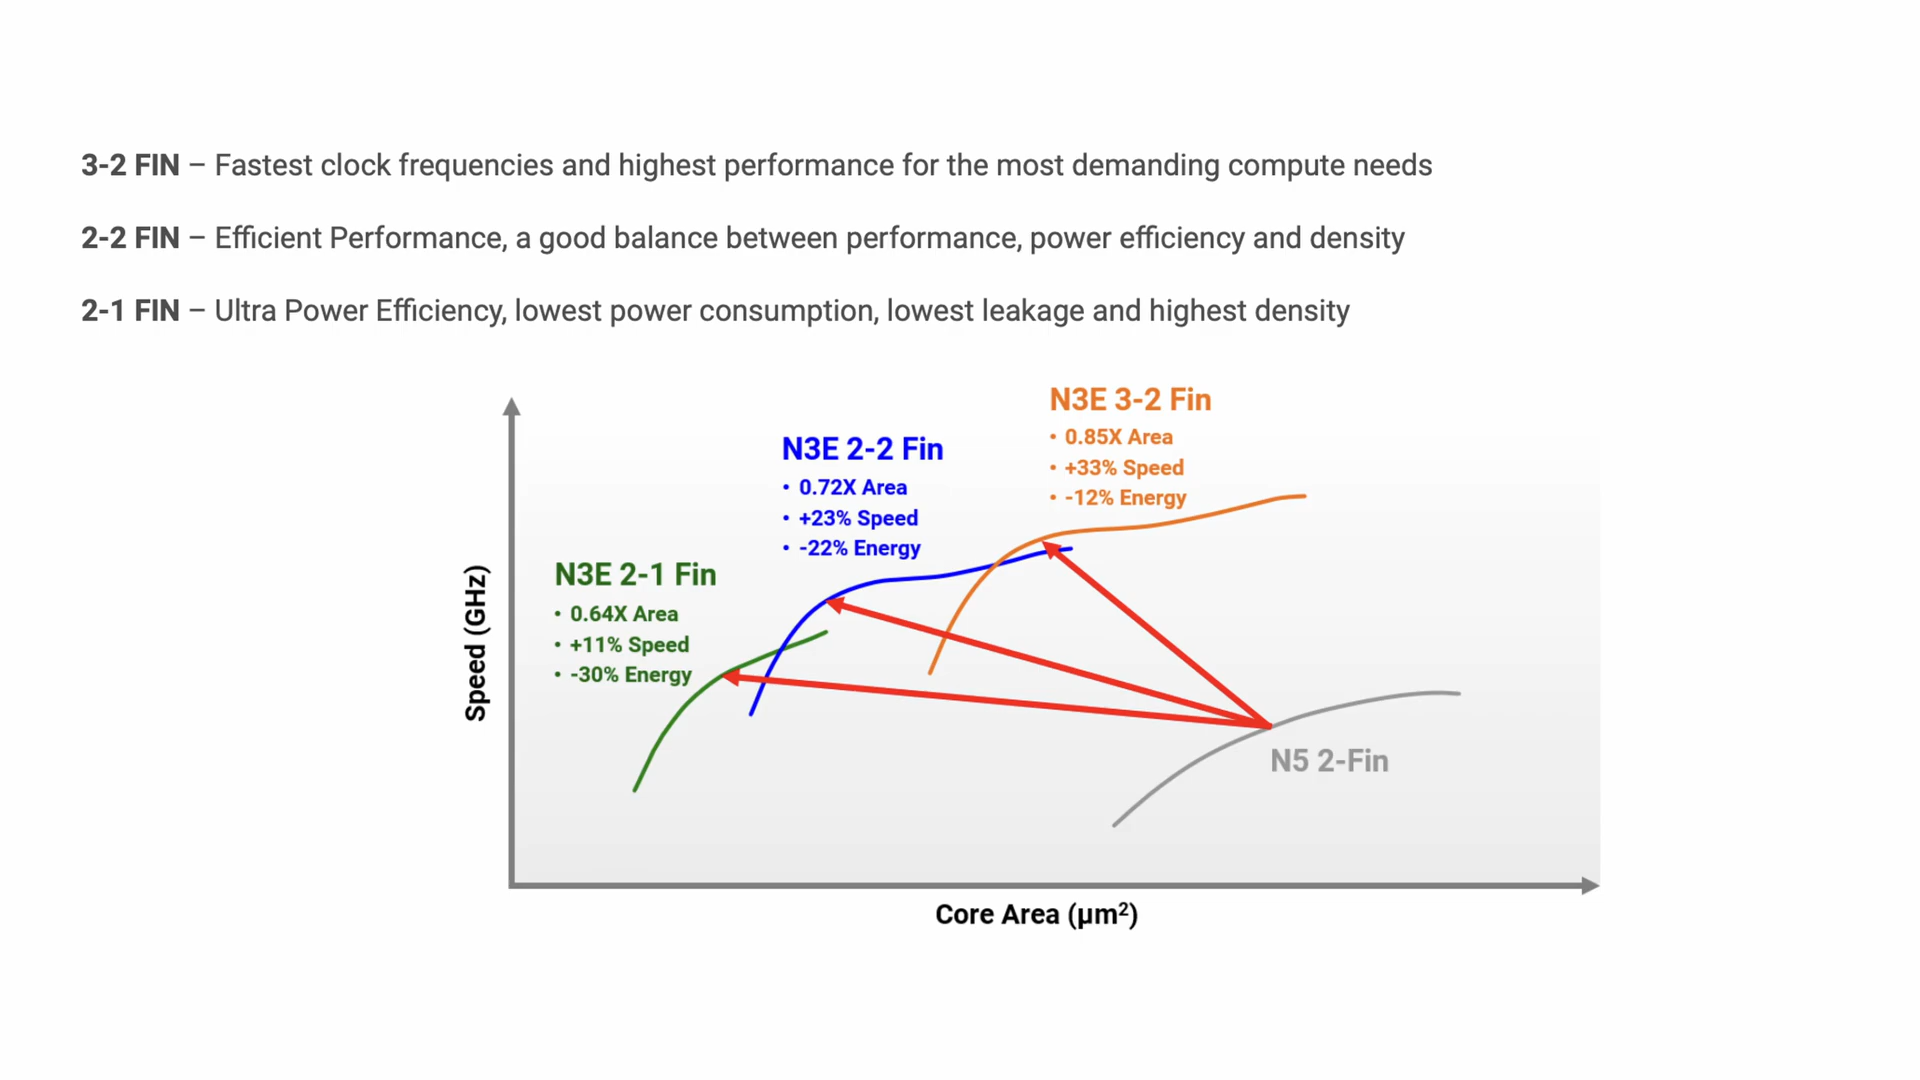 3-2 FIN – Fastest clock frequencies and highest performance for the most demanding compute needs
2-2 FIN – Efficient Performance, a good balance between performance, power efficiency and density
2-1 FIN – Ultra Power Efficiency, lowest power consumption, lowest leakage and highest density
N3E 3-2 Fin
• 0.85X Area
• +33% Speed
• -12% Energy
N3E 2-2 Fin
• 0.72X Area
• +23% Speed
• -22% Energy
N3E 2-1 Fin
• 0.64X Area
• +11% Speed
• -30% Energy
Speed (GHz)
N5 2-Fin
Core Area (µm²)